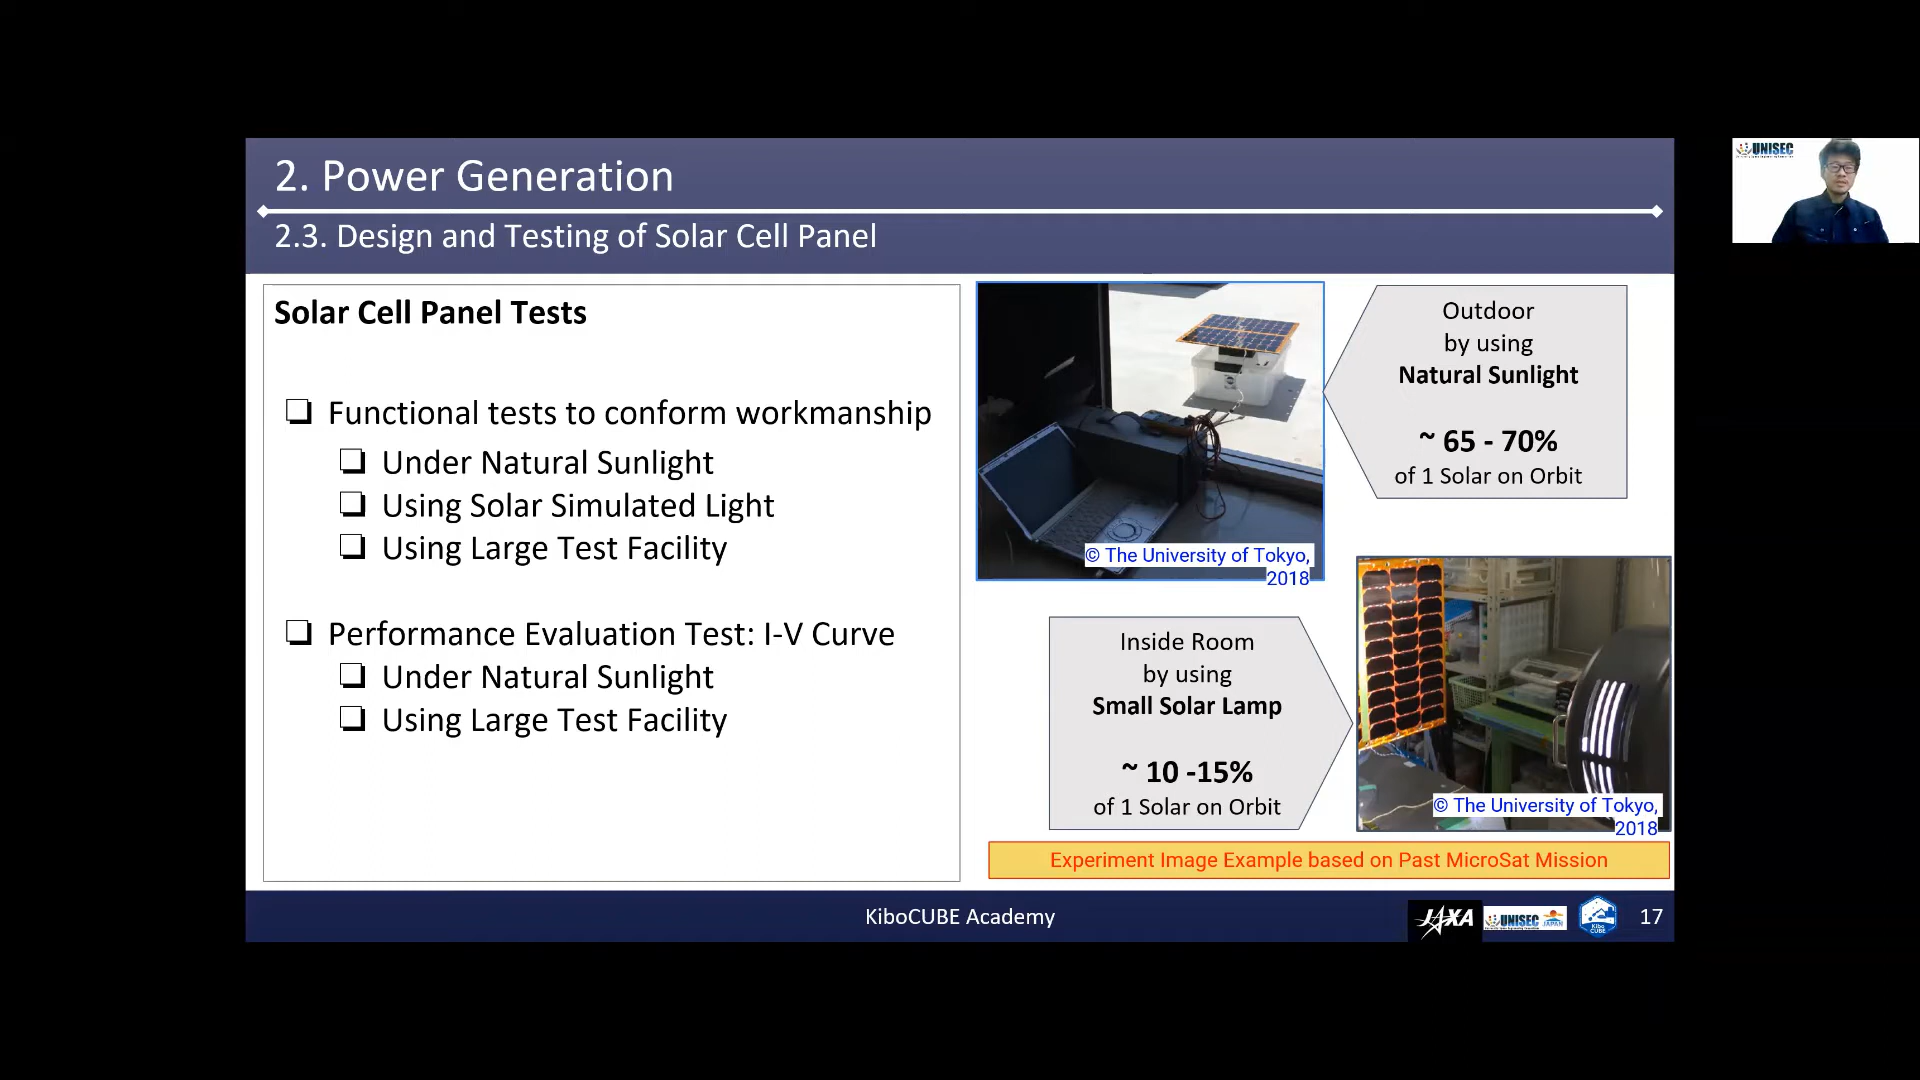 2. Power Generation
2.3. Design and Testing of Solar Cell Panel
Solar Cell Panel Tests
❏ Functional tests to conform workmanship
❏ Under Natural Sunlight
❏ Using Solar Simulated Light
❏ Using Large Test Facility
❏ Performance Evaluation Test: I-V Curve
❏ Under Natural Sunlight
❏ Using Large Test Facility
© The University of Tokyo,
2018
Outdoor
by using
Natural Sunlight
~ 65 - 70%
of 1 Solar on Orbit
Inside Room
by using
Small Solar Lamp
~ 10 -15%
of 1 Solar on Orbit
© The University of Tokyo,
2018
Experiment Image Example based on Past MicroSat Mission
KiboCUBE Academy
JAXA
UNISEC
JAPAN
Kibo
CUBE
17
UNISEC